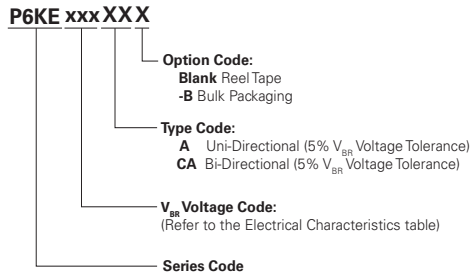 P6KE xxx XX X
Option Code:
Blank Reel Tape
-B Bulk Packaging
Type Code:
A Uni-Directional (5% VBR Voltage Tolerance)
CA Bi-Directional (5% VBR Voltage Tolerance)
VBR Voltage Code:
(Refer to the Electrical Characteristics table)
Series Code